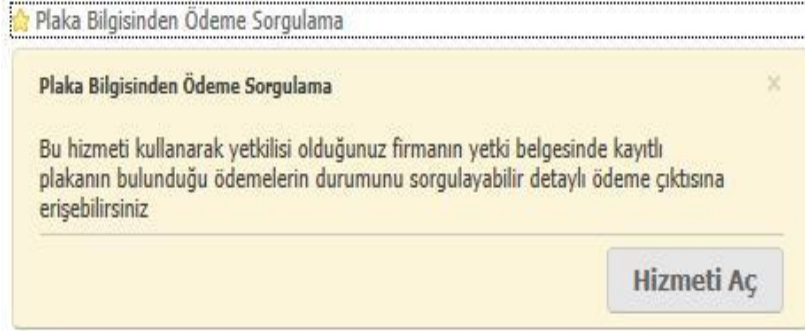 Plaka Bilgisinden Ödeme Sorgulama
Plaka Bilgisinden Ödeme Sorgulama
Bu hizmeti kullanarak yetkilisi olduğunuz firmanın yetki belgesinde kayıtlı
plakanın bulunduğu ödemelerin durumunu sorgulayabilir detaylı ödeme çıktısına
erişebilirsiniz
Hizmeti Aç